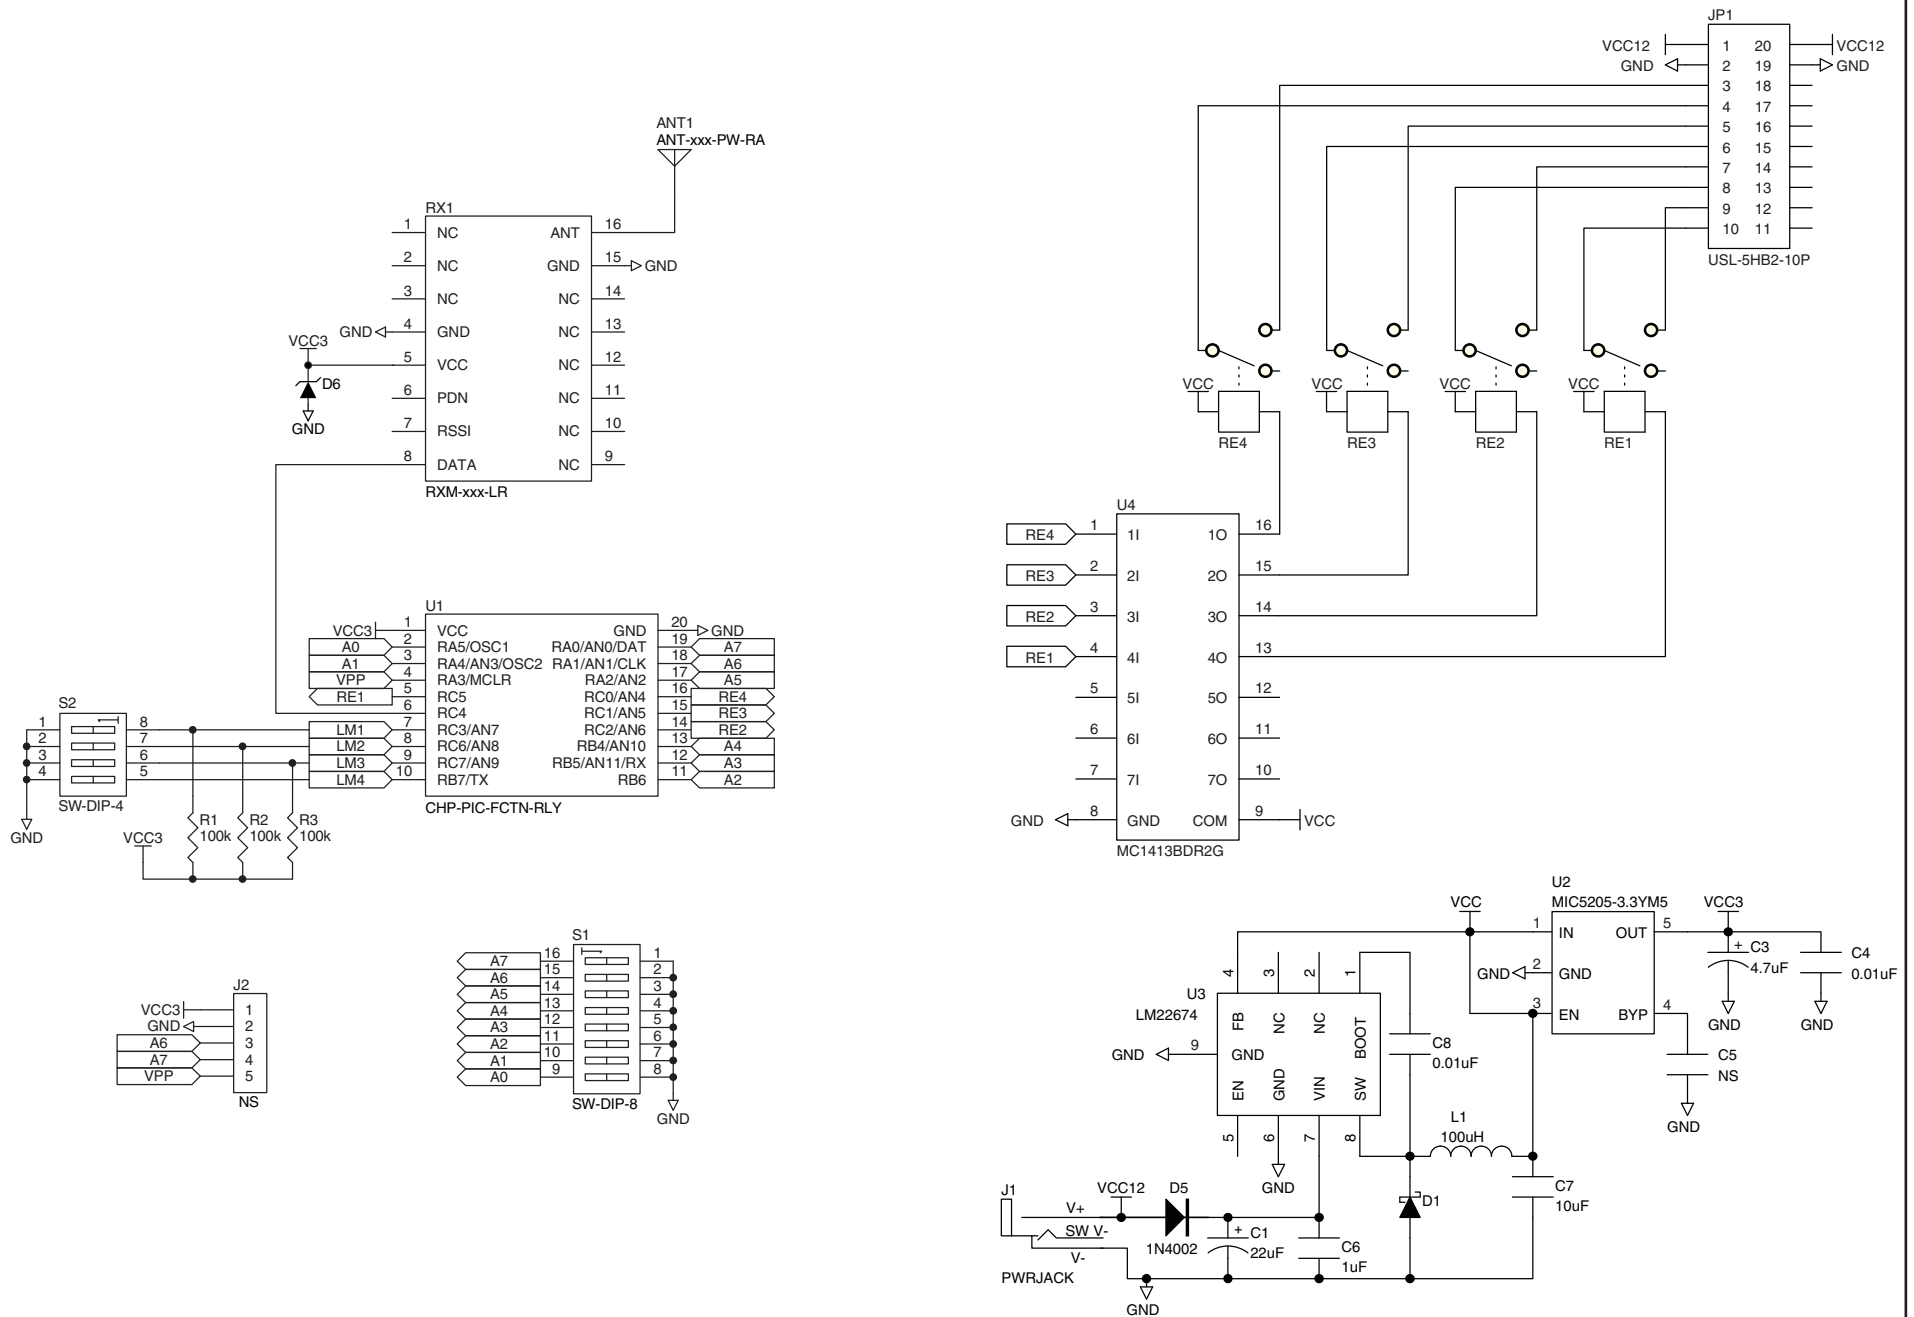 JP1
VCC12 1 20 VCC12
GND 2 19 GND
3 18
4 17
5 16
6 15
7 14
8 13
9 12
10 11
USL-5HB2-10P
ANT1
ANT-xxx-PW-RA
RX1
1 NC ANT 16
2 NC GND 15 GND
3 NC NC 14
GND 4 GND NC 13
VCC3
5 VCC NC 12
D6
6 PDN NC 11
GND
7 RSSI NC 10
8 DATA NC 9
RXM-xxx-LR
VCC VCC VCC VCC
RE4 RE3 RE2 RE1
U4
RE4 1 1I 1O 16
RE3 2 2I 2O 15
RE2 3 3I 3O 14
RE1 4 4I 4O 13
5 5I 5O 12
6 6I 6O 11
7 7I 7O 10
GND 8 GND COM 9 VCC
MC1413BDR2G
U1
VCC3 1 VCC GND 20 GND
A0 2 RA5/OSC1 RA0/AN0/DAT 19 A7
A1 3 RA4/AN3/OSC2 RA1/AN1/CLK 18 A6
VPP 4 RA3/MCLR RA2/AN2 17 A5
RE1 5 RC5 RC0/AN4 16 RE4
6 RC4 RC1/AN5 15 RE3
LM1 7 RC3/AN7 RC2/AN6 14 RE2
LM2 8 RC6/AN8 RB4/AN10 13 A4
LM3 9 RC7/AN9 RB5/AN11/RX 12 A3
LM4 10 RB7/TX RB6 11 A2
CHP-PIC-FCTN-RLY
S2
1 1 8
2 7
3 6
4 5
SW-DIP-4
GND
VCC3
R1 R2 R3
100k 100k 100k
J2
VCC3 1
GND 2
A6 3
A7 4
VPP 5
NS
S1
A7 16 1 1
A6 15 2
A5 14 3
A4 13 4
A3 12 5
A2 11 6
A1 10 7
A0 9 8
SW-DIP-8
GND
U2
MIC5205-3.3YM5
VCC 1 IN OUT 5 VCC3
GND 2 GND
3 EN BYP 4
C3
4.7uF
C4
0.01uF
GND GND
C5
NS
GND
U3
LM22674
4 3 2 1
FB NC NC BOOT
GND 9 GND
EN GND VIN SW
5 6 7 8
GND
C8
0.01uF
L1
100uH
C7
10uF
D1
J1
V+
SW V-
V-
PWRJACK
VCC12
D5
1N4002
C1
22uF
C6
1uF
GND
+
+